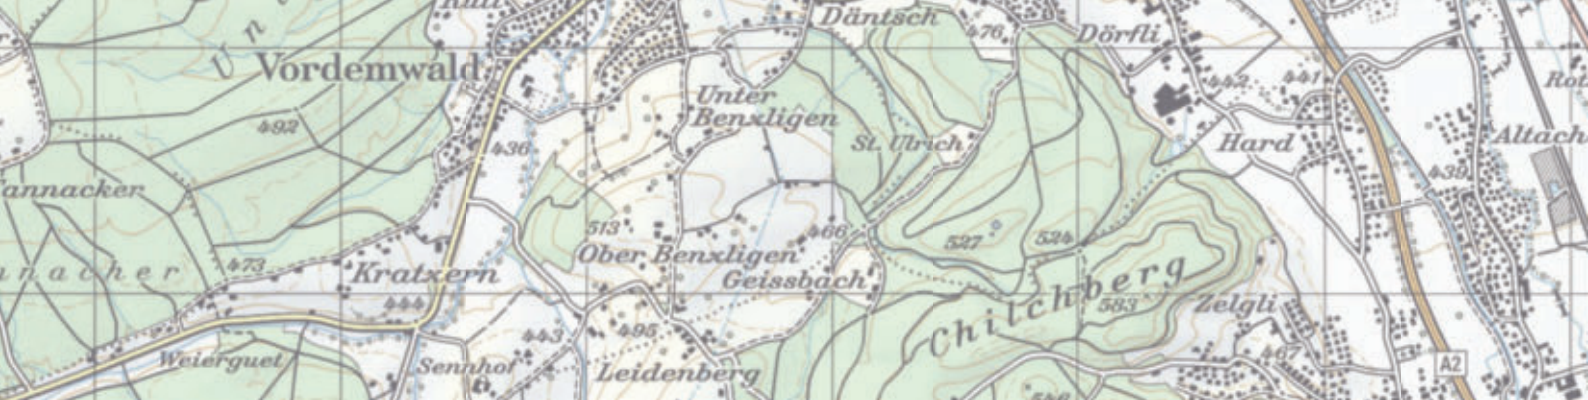 Däntsch
476
Dörfli
Vordemwald
442
441
Unter
Benzligen
492
436
St. Ulrich
Hard
Altach
annacker
439
513
466
527
524
Ober Benzligen
473
Kratzern
Geissbach
Chilchberg
444
583
Zelgli
495
443
467
Weierguet
Sennhof
Leidenberg
A2